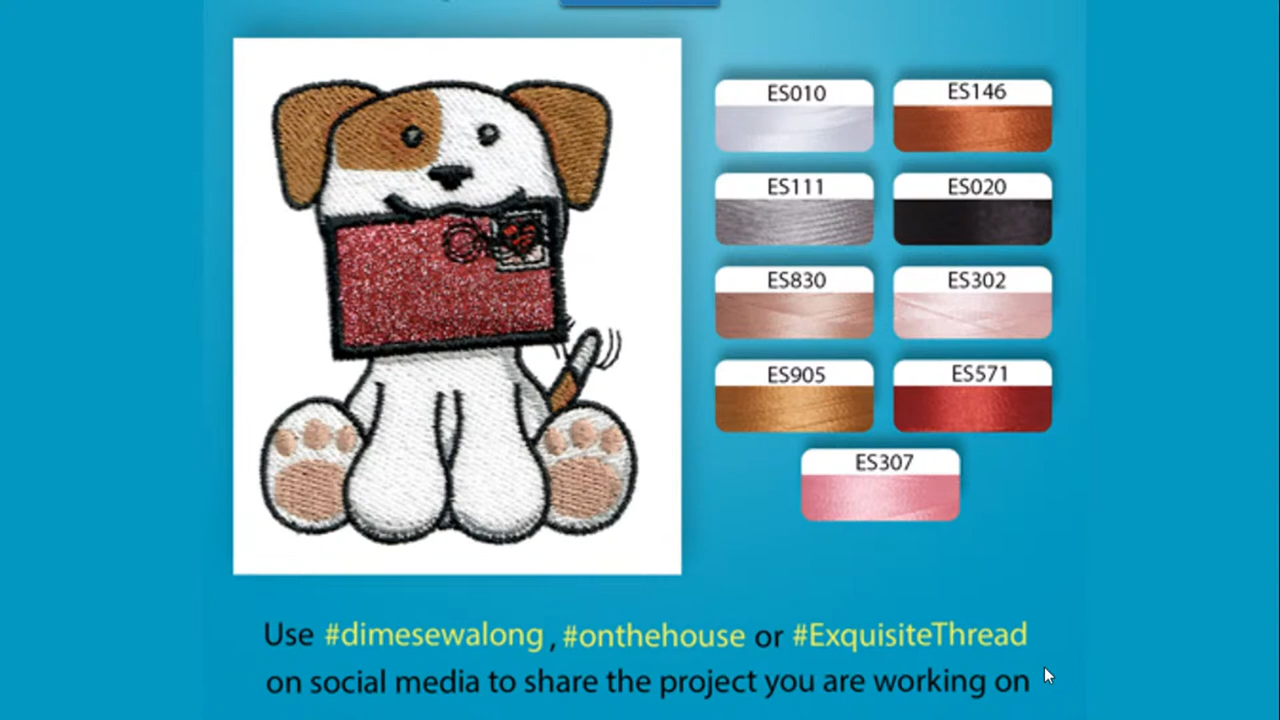 ES010 ES146
ES111 ES020
ES830 ES302
ES905 ES571
ES307
Use #dimesewalong, #onthehouse or #ExquisiteThread
on social media to share the project you are working on